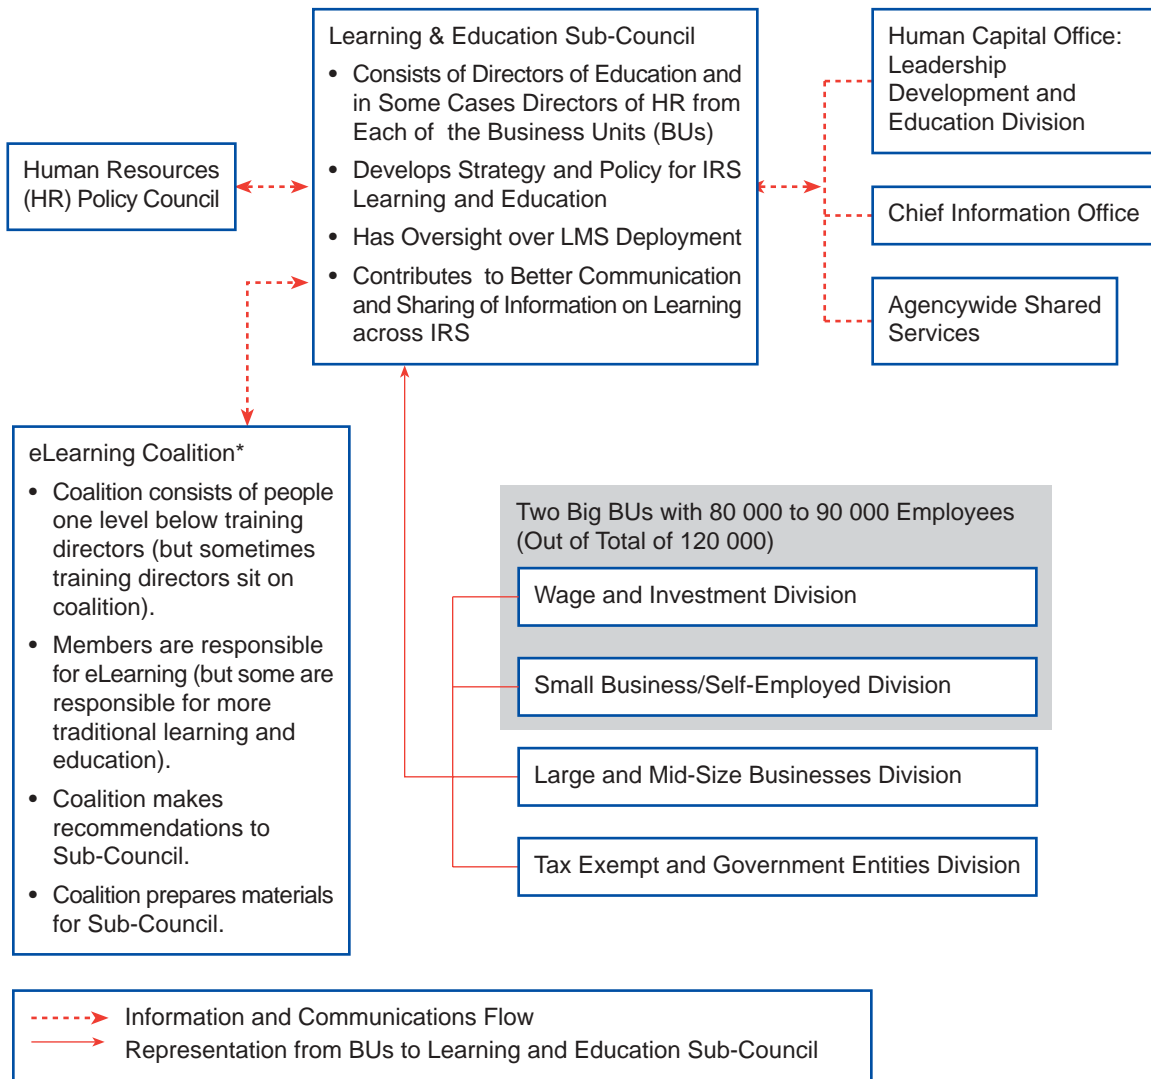 Learning & Education Sub-Council
• Consists of Directors of Education and
in Some Cases Directors of HR from
Each of the Business Units (BUs)
• Develops Strategy and Policy for IRS
Learning and Education
• Has Oversight over LMS Deployment
• Contributes to Better Communication
and Sharing of Information on Learning
across IRS
Human Resources
(HR) Policy Council
Human Capital Office:
Leadership
Development and
Education Division
Chief Information Office
Agencywide Shared
Services
eLearning Coalition*
• Coalition consists of people
one level below training
directors (but sometimes
training directors sit on
coalition).
• Members are responsible
for eLearning (but some are
responsible for more
traditional learning and
education).
• Coalition makes
recommendations to
Sub-Council.
• Coalition prepares materials
for Sub-Council.
Two Big BUs with 80 000 to 90 000 Employees
(Out of Total of 120 000)
Wage and Investment Division
Small Business/Self-Employed Division
Large and Mid-Size Businesses Division
Tax Exempt and Government Entities Division
Information and Communications Flow
Representation from BUs to Learning and Education Sub-Council